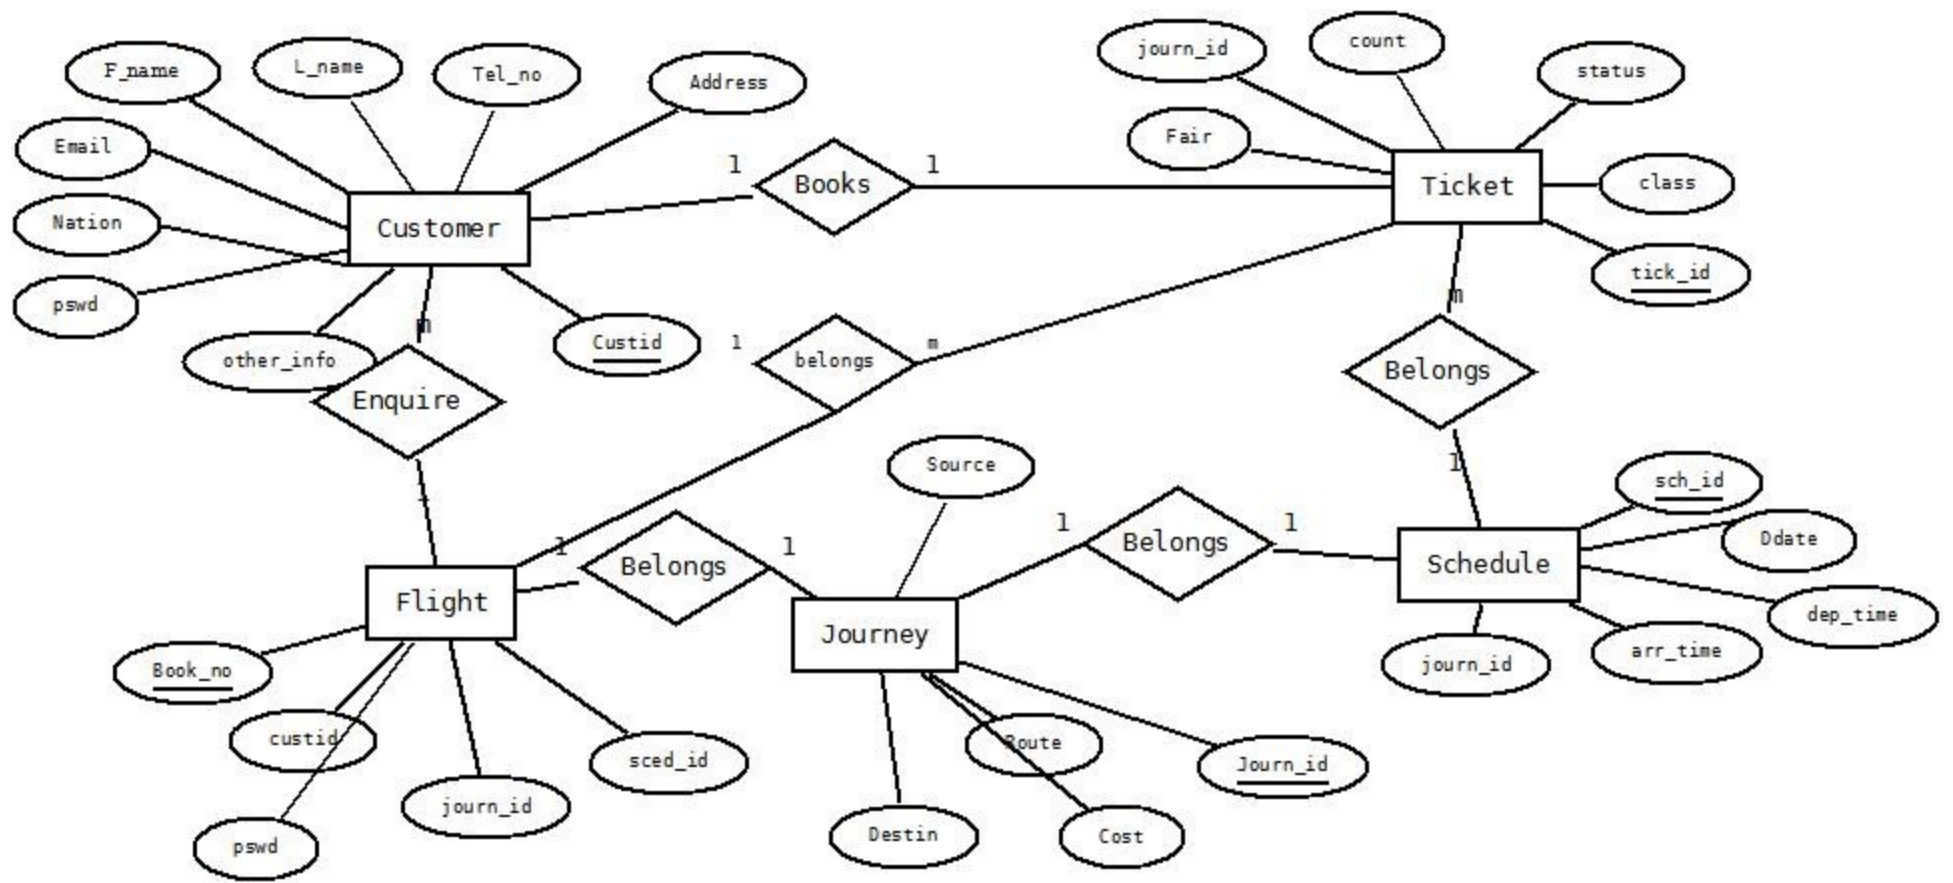 journ_id
count
F_name
L_name
Tel_no
Address
status
Email
Fair
1
Books
1
Ticket
class
Nation
Customer
tick_id
pswd
m
m
other_info
Custid
1
belongs
m
Enquire
Belongs
Source
1
sch_id
1
Belongs
1
1
Belongs
1
Ddate
Flight
Schedule
Journey
dep_time
Book_no
journ_id
arr_time
custid
sced_id
Route
Journ_id
journ_id
pswd
Destin
Cost